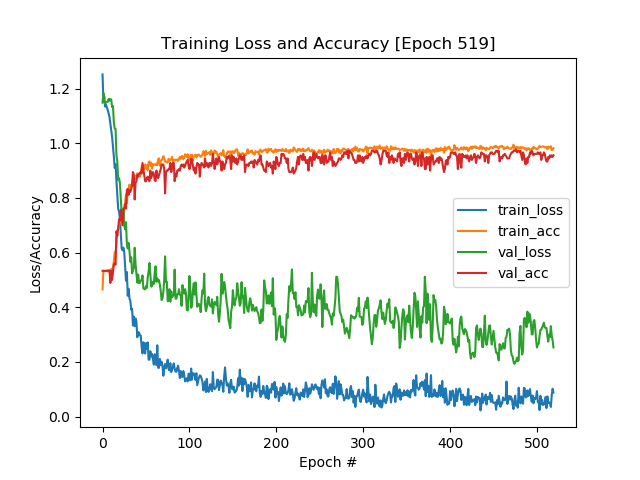 Training Loss and Accuracy [Epoch 519]
Loss/Accuracy
1.2
1.0
0.8
0.6
0.4
0.2
0.0
train_loss
train_acc
val_loss
val_acc
0 100 200 300 400 500
Epoch #